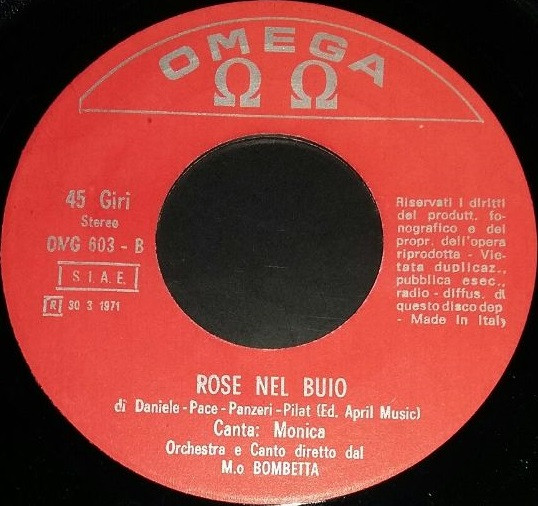 OMEGA
Ω Ω
45 Giri
Stereo
OMG 603 - B
S.I.A.E.
R 30 3 1971
Riservati i diritti
del produtt. fo-
nografico e del
propr. dell'opera
riprodotta - Vie-
tata duplicaz.,
pubblica esec.,
radio - diffus. di
questo disco dep
- Made in Italy
ROSE NEL BUIO
di Daniele - Pace - Panzeri - Pilat (Ed. April Music)
Canta: Monica
Orchestra e Canto diretto dal
M.o BOMBETTA